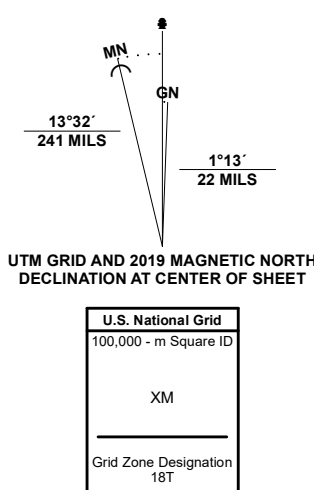 MN
GN
13°32´
241 MILS
1°13´
22 MILS
UTM GRID AND 2019 MAGNETIC NORTH
DECLINATION AT CENTER OF SHEET
U.S. National Grid
100,000 - m Square ID
XM
Grid Zone Designation
18T